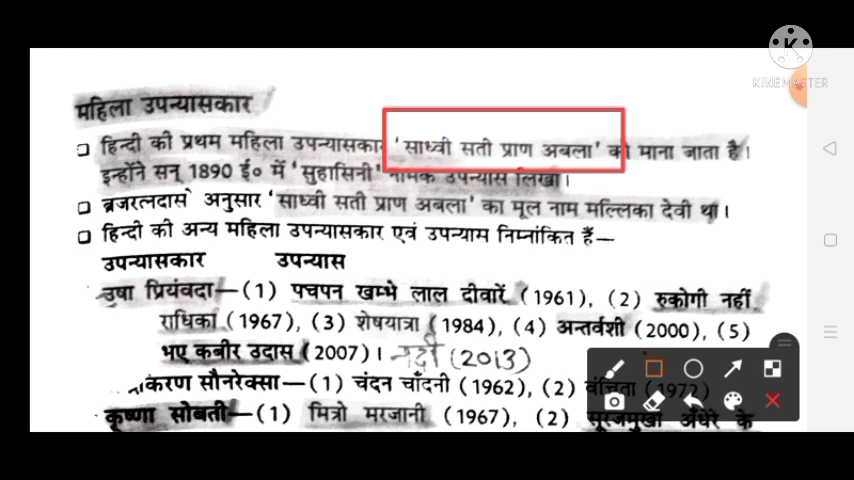 KINEMASTER
महिला उपन्यासकार
हिन्दी की प्रथम महिला उपन्यासकार 'साध्वी सती प्राण अबला' को माना जाता है।
इन्होंने सन् 1890 ई० में 'सुहासिनी' नामक उपन्यास लिखा।
ब्रजरत्नदास अनुसार 'साध्वी सती प्राण अबला' का मूल नाम मल्लिका देवी था।
हिन्दी की अन्य महिला उपन्यासकार एवं उपन्याम निम्नांकित हैं—
उपन्यासकार उपन्यास
उषा प्रियंवदा—(1) पचपन खम्भे लाल दीवारें (1961), (2) रुकोगी नहीं
राधिका (1967), (3) शेषयात्रा (1984), (4) अन्तर्वशी (2000), (5)
भए कबीर उदास (2007)। नदी (2013)
सौनरेक्सा—(1) चंदन चाँदनी (1962), (2) वंचिता (1972)
कृष्णा सोबती—(1) मित्रो मरजानी (1967), (2) सूरजमुखी अँधेरे के